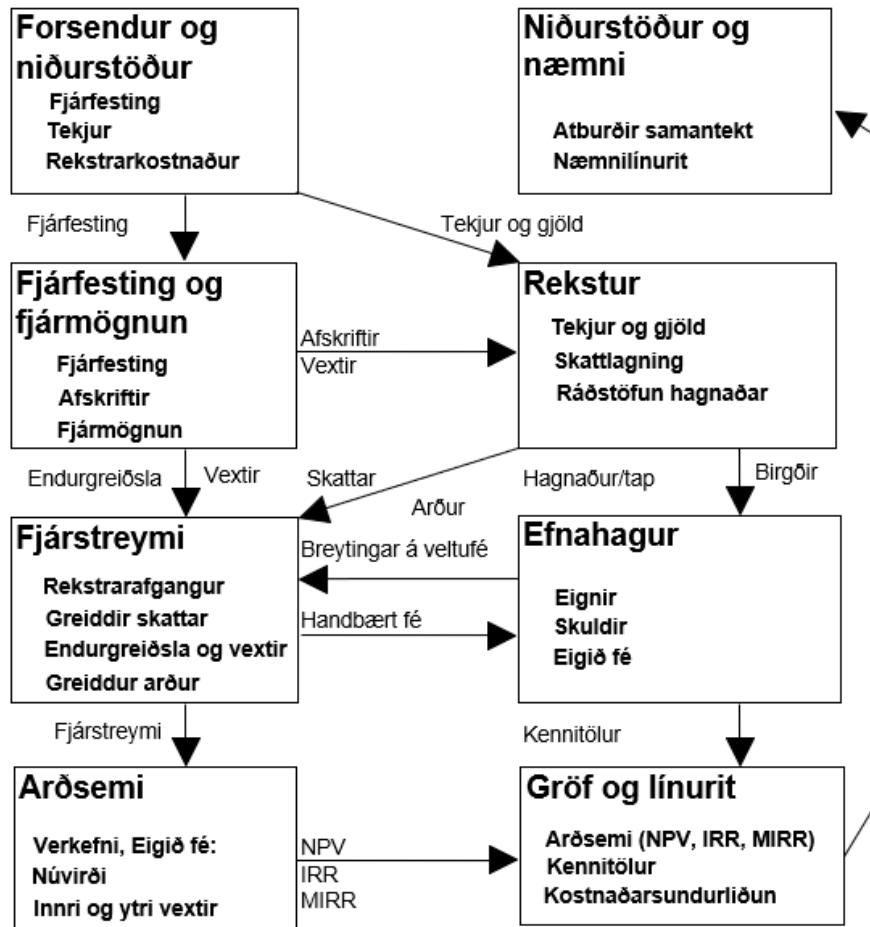 Forsendur og
niðurstöður
Fjárfesting
Tekjur
Rekstrarkostnaður
Niðurstöður og
næmni
Atburðir samantekt
Næmnilínurit
Fjárfesting
Tekjur og gjöld
Fjárfesting og
fjármögnun
Fjárfesting
Afskriftir
Fjármögnun
Afskriftir
Vextir
Rekstur
Tekjur og gjöld
Skattlagning
Ráðstöfun hagnaðar
Endurgreiðsla
Vextir
Skattar
Arður
Hagnaður/tap
Birgðir
Fjárstreymi
Rekstrarafgangur
Greiddir skattar
Endurgreiðsla og vextir
Greiddur arður
Breytingar á veltufé
Handbært fé
Efnahagur
Eignir
Skuldir
Eigið fé
Fjárstreymi
Kennitölur
Arðsemi
Verkefni, Eigið fé:
Núvirði
Innri og ytri vextir
NPV
IRR
MIRR
Gröf og línurit
Arðsemi (NPV, IRR, MIRR)
Kennitölur
Kostnaðarsundurliðun